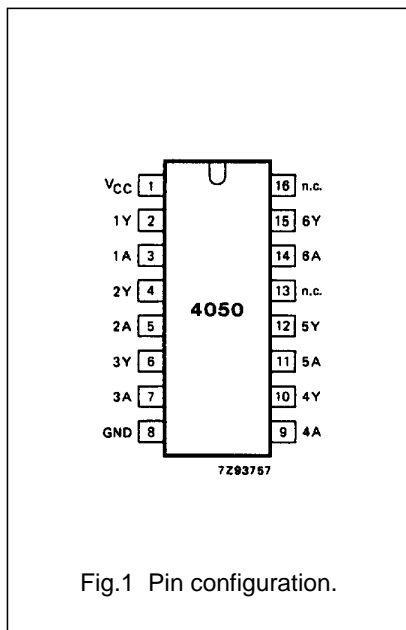 VCC 1 16 n.c.
1Y 2 15 6Y
1A 3 14 6A
2Y 4 13 n.c.
4050
2A 5 12 5Y
3Y 6 11 5A
3A 7 10 4Y
GND 8 9 4A
7Z93757
Fig.1 Pin configuration.